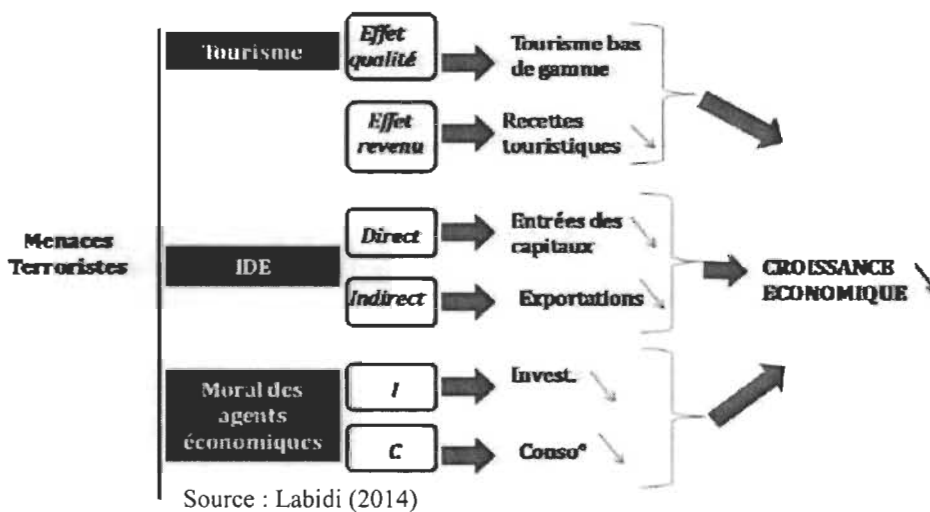 Menaces
Terroristes
Tourisme
Effet
qualité
Tourisme bas
de gamme
Effet
revenu
Recettes
touristiques
IDE
Direct
Entrées des
capitaux
Indirect
Exportations
Moral des
agents
économiques
I
Invest.
C
Conso°
CROISSANCE
ECONOMIQUE
Source : Labidi (2014)